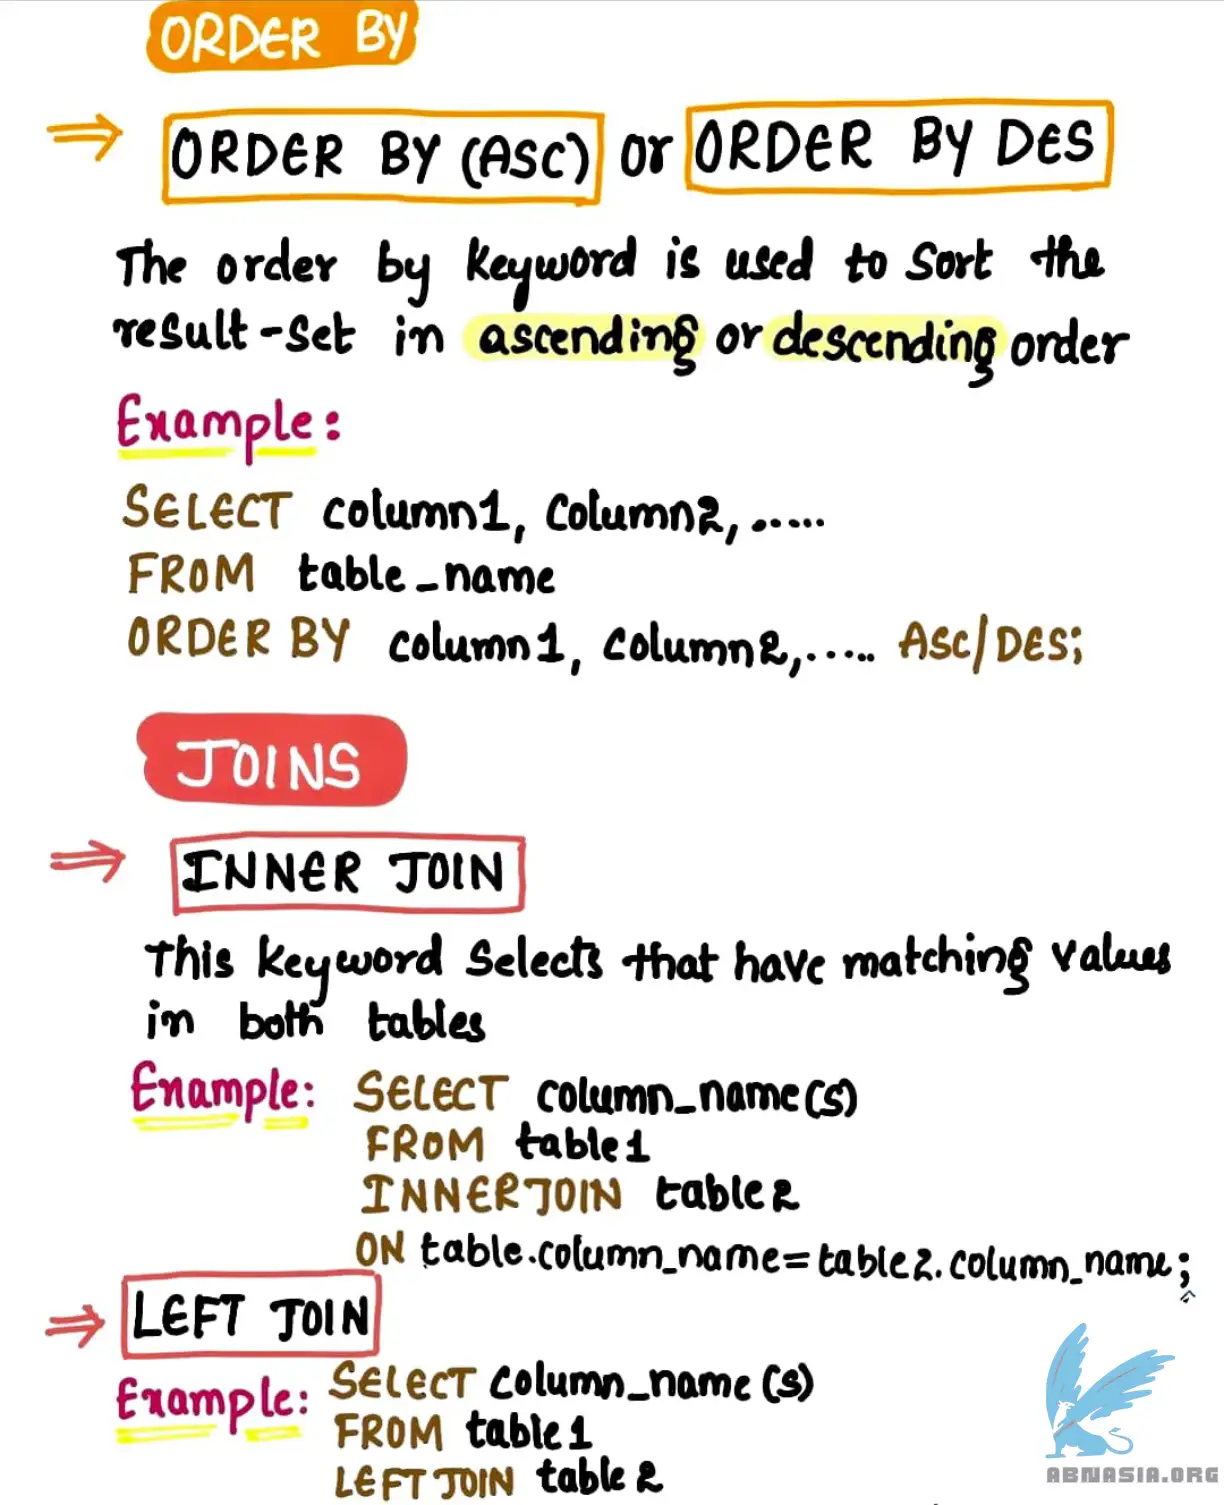 ORDER BY
⇒ ORDER BY (ASC) or ORDER BY DES
The order by keyword is used to sort the
result-set in ascending or descending order
Example:
SELECT column1, column2, .....
FROM table_name
ORDER BY column1, column2, ..... ASC/DES;
JOINS
⇒ INNER JOIN
This keyword selects that have matching values
in both tables
Example: SELECT column_name(s)
FROM table1
INNER JOIN table2
ON table.column_name=table2.column_name;
⇒ LEFT JOIN
Example: SELECT column_name(s)
FROM table1
LEFT JOIN table2
ABNASIA.ORG